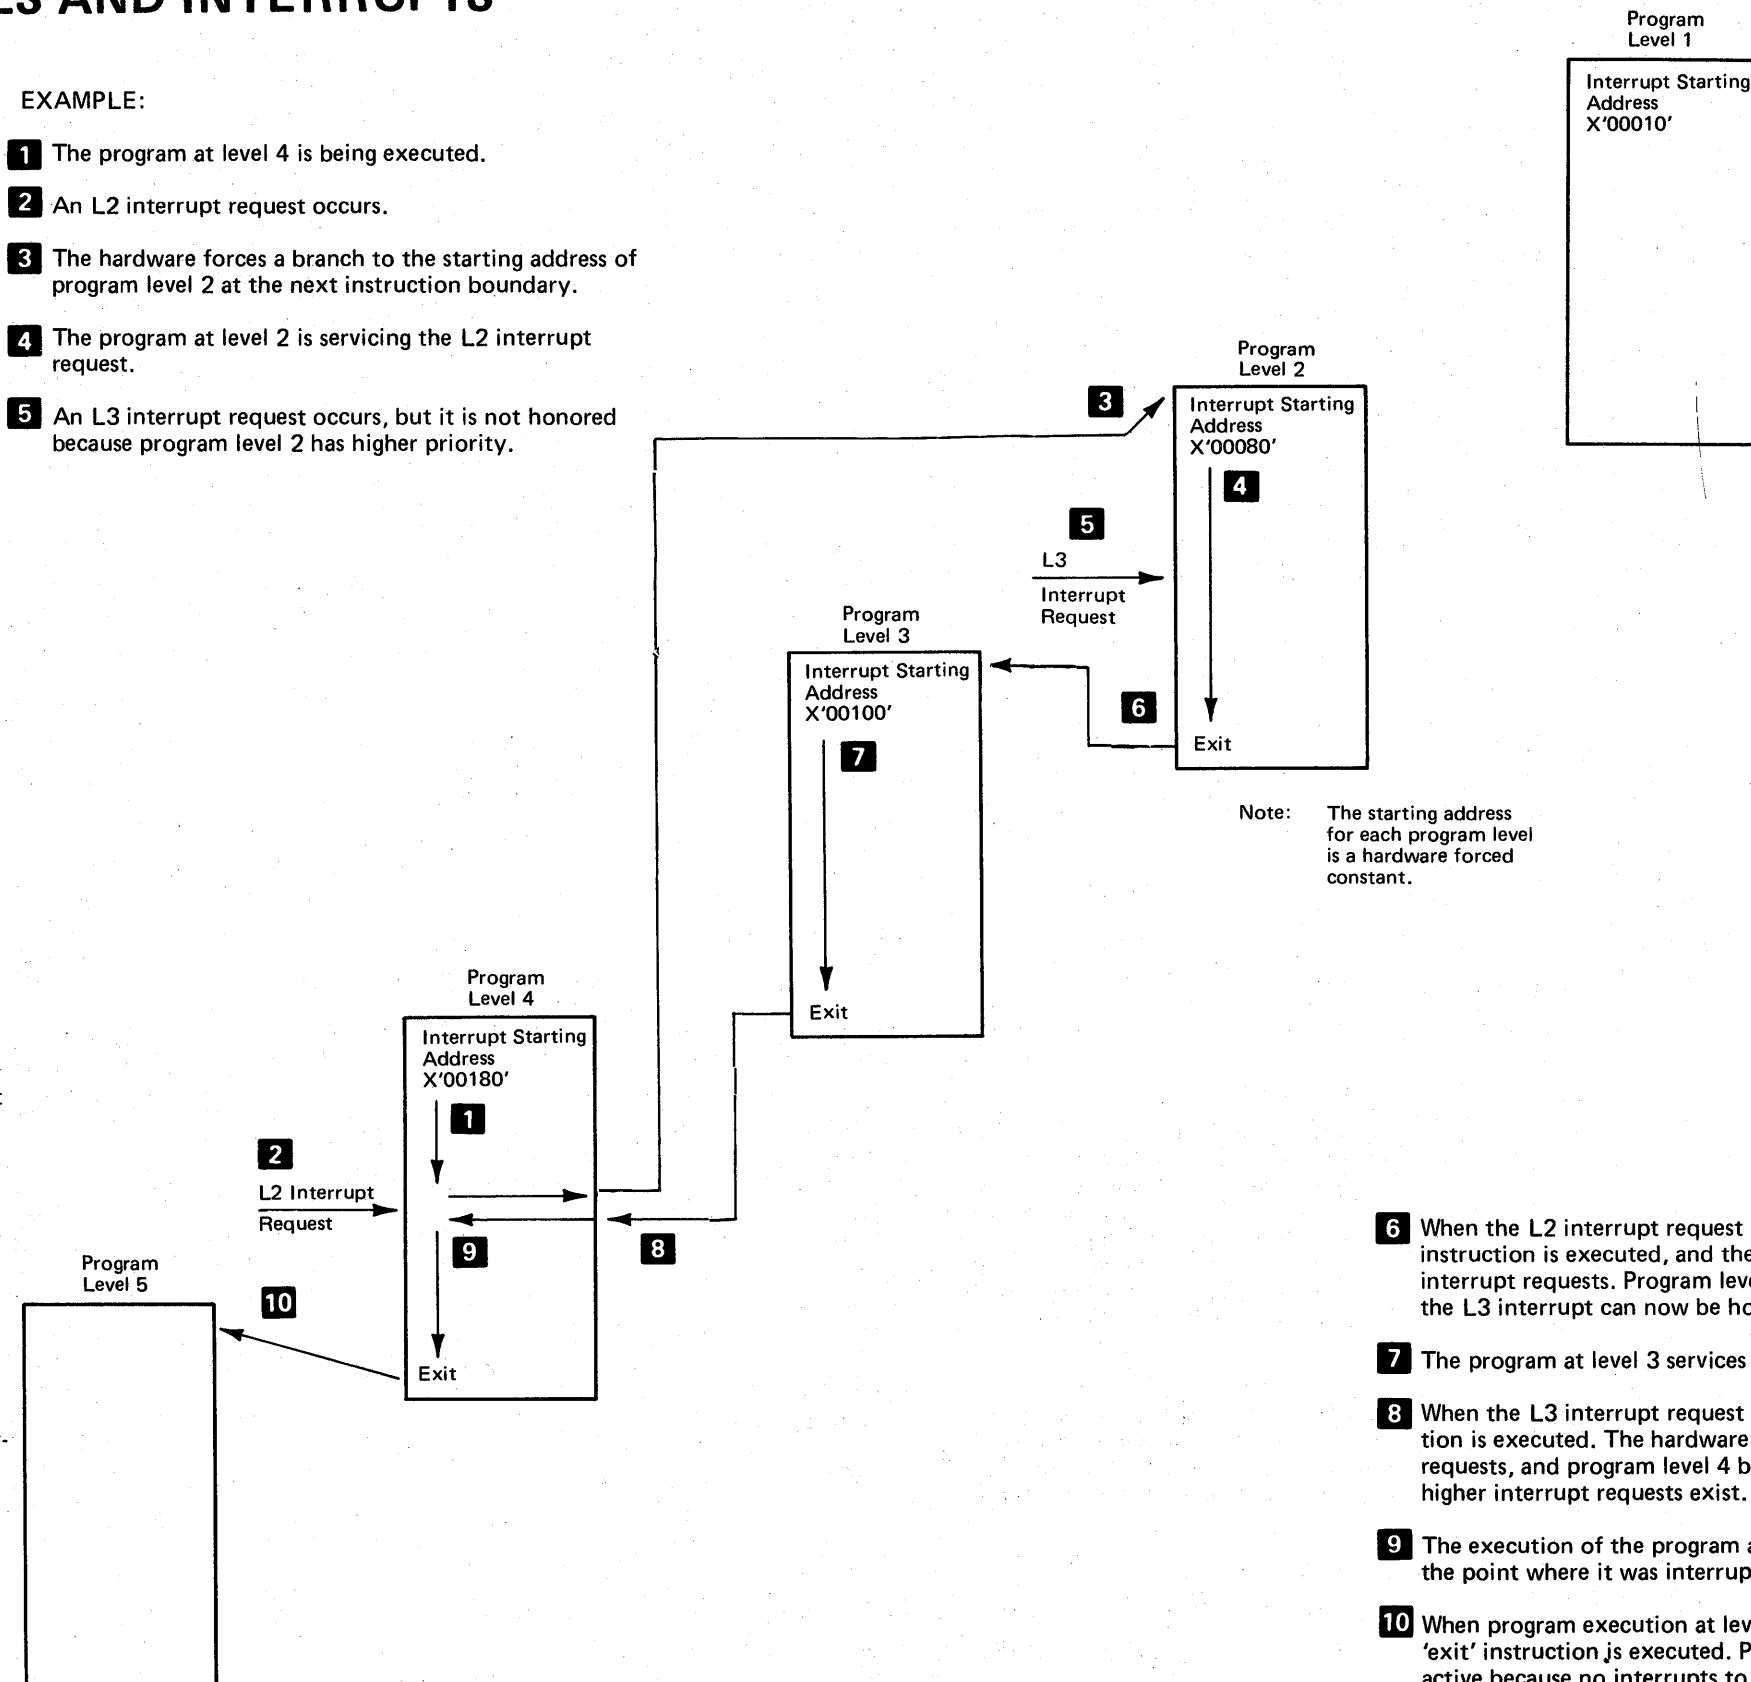 AND INTERRUPTS
EXAMPLE:
1 The program at level 4 is being executed.
2 An L2 interrupt request occurs.
3 The hardware forces a branch to the starting address of
program level 2 at the next instruction boundary.
4 The program at level 2 is servicing the L2 interrupt
request.
5 An L3 interrupt request occurs, but it is not honored
because program level 2 has higher priority.
Program
Level 1
Interrupt Starting
Address
X'00010'
Program
Level 2
3
Interrupt Starting
Address
X'00080'
4
5
L3
Interrupt
Request
6
Exit
Note: The starting address
for each program level
is a hardware forced
constant.
Program
Level 3
Interrupt Starting
Address
X'00100'
7
Exit
Program
Level 4
Interrupt Starting
Address
X'00180'
1
2
L2 Interrupt
Request
9
8
Exit
10
Program
Level 5
6 When the L2 interrupt request
instruction is executed, and the
interrupt requests. Program
the L3 interrupt can now be
7 The program at level 3 services
8 When the L3 interrupt request
tion is executed. The hardware
requests, and program level 4
higher interrupt requests exist.
9 The execution of the program
the point where it was
10 When program execution at
'exit' instruction is executed.
active because no interrupts to